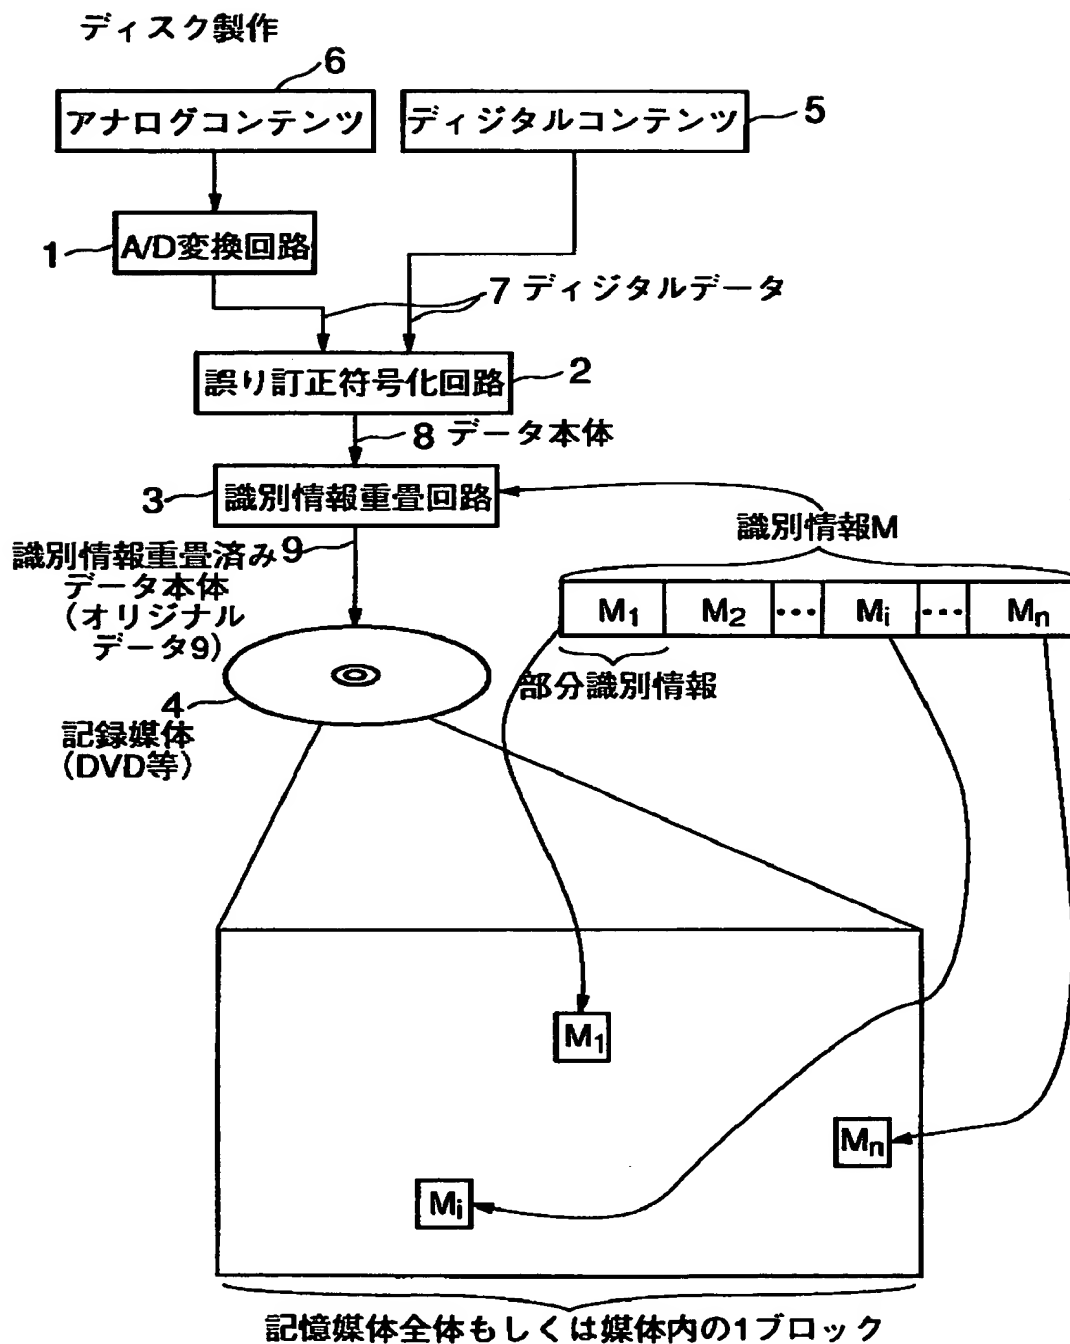 ディスク製作
6
アナログコンテンツ
ディジタルコンテンツ
5
1
A/D変換回路
7 ディジタルデータ
誤り訂正符号化回路
2
8 データ本体
3
識別情報重畳回路
識別情報M
識別情報重畳済み
9
データ本体
(オリジナル
データ9)
M1 M2 ··· Mi ··· Mn
部分識別情報
4
記録媒体
(DVD等)
M1
Mn
Mi
記憶媒体全体もしくは媒体内の1ブロック